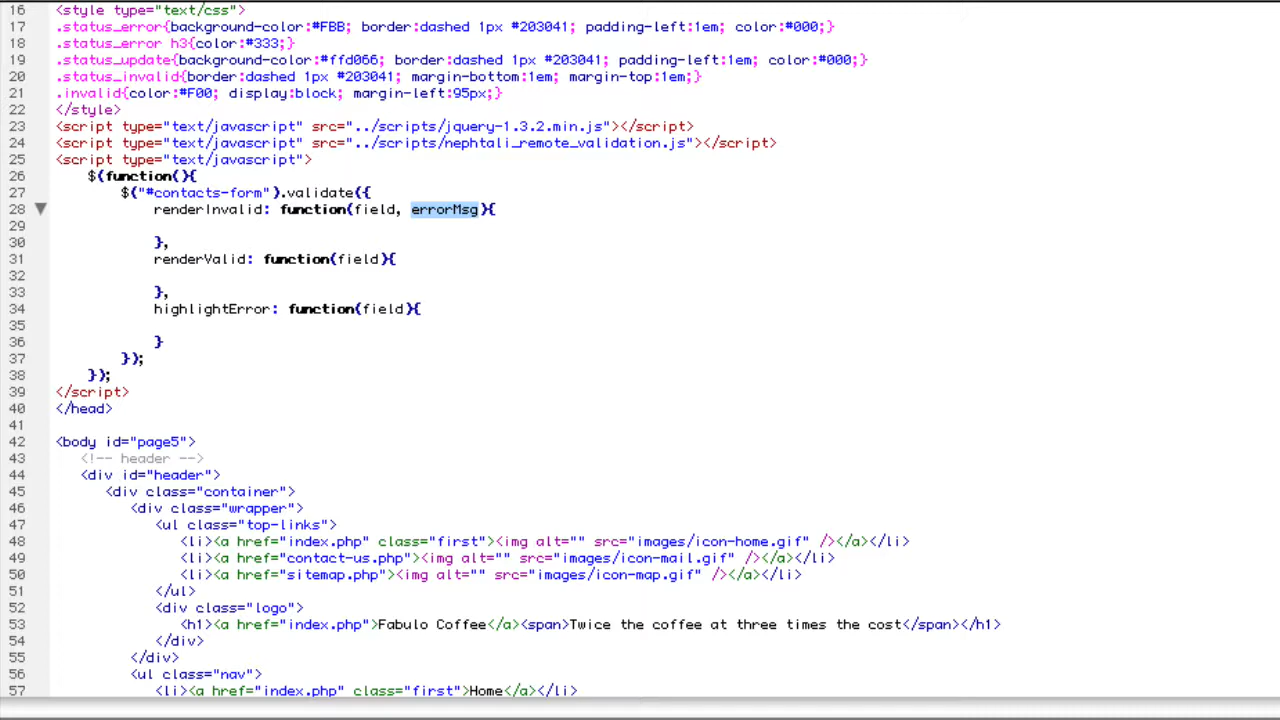 16 <style type="text/css">
17 .status_error{background-color:#FBB; border:dashed 1px #203041; padding-left:1em; color:#000;}
18 .status_error h3{color:#333;}
19 .status_update{background-color:#ffd066; border:dashed 1px #203041; padding-left:1em; color:#000;}
20 .status_invalid{border:dashed 1px #203041; margin-bottom:1em; margin-top:1em;}
21 .invalid{color:#F00; display:block; margin-left:95px;}
22 </style>
23 <script type="text/javascript" src="../scripts/jquery-1.3.2.min.js"></script>
24 <script type="text/javascript" src="../scripts/nephtali_remote_validation.js"></script>
25 <script type="text/javascript">
26 $(function(){
27 $("#contacts-form").validate({
28 renderInvalid: function(field, errorMsg){
29
30 },
31 renderValid: function(field){
32
33 },
34 highlightError: function(field){
35
36 }
37 });
38 });
39 </script>
40 </head>
41
42 <body id="page5">
43 <!-- header -->
44 <div id="header">
45 <div class="container">
46 <div class="wrapper">
47 <ul class="top-links">
48 <li><a href="index.php" class="first"><img alt="" src="images/icon-home.gif" /></a></li>
49 <li><a href="contact-us.php"><img alt="" src="images/icon-mail.gif" /></a></li>
50 <li><a href="sitemap.php"><img alt="" src="images/icon-map.gif" /></a></li>
51 </ul>
52 <div class="logo">
53 <h1><a href="index.php">Fabulo Coffee</a><span>Twice the coffee at three times the cost</span></h1>
54 </div>
55 </div>
56 <ul class="nav">
57 <li><a href="index.php" class="first">Home</a></li>